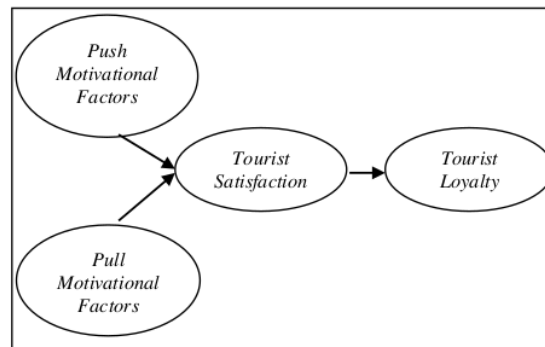 Push
Motivational
Factors
Tourist
Satisfaction
Tourist
Loyalty
Pull
Motivational
Factors